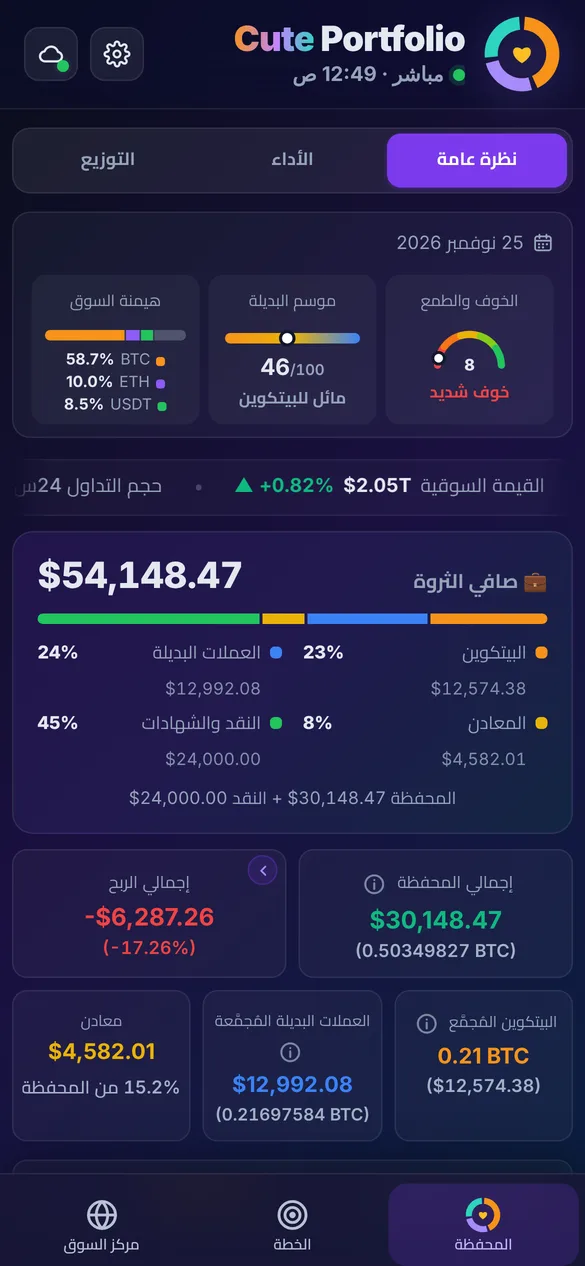 Cute Portfolio
مباشر · 12:49 ص
نظرة عامة
الأداء
التوزيع
25 نوفمبر 2026
الخوف والطمع
8
خوف شديد
موسم البديلة
46/100
مائل للبيتكوين
هيمنة السوق
58.7% BTC
10.0% ETH
8.5% USDT
القيمة السوقية $2.05T +0.82% ▲ • حجم التداول 24س
💼 صافي الثروة
$54,148.47
البيتكوين 23%
$12,574.38
العملات البديلة 24%
$12,992.08
المعادن 8%
$4,582.01
النقد والشهادات 45%
$24,000.00
المحفظة $30,148.47 + النقد $24,000.00
إجمالي المحفظة
$30,148.47
(0.50349827 BTC)
إجمالي الربح
-$6,287.26
(-17.26%)
البيتكوين المُجمَّع
0.21 BTC
($12,574.38)
العملات البديلة المُجمَّعة
$12,992.08
(0.21697584 BTC)
معادن
$4,582.01
15.2% من المحفظة
المحفظة
الخطة
مركز السوق